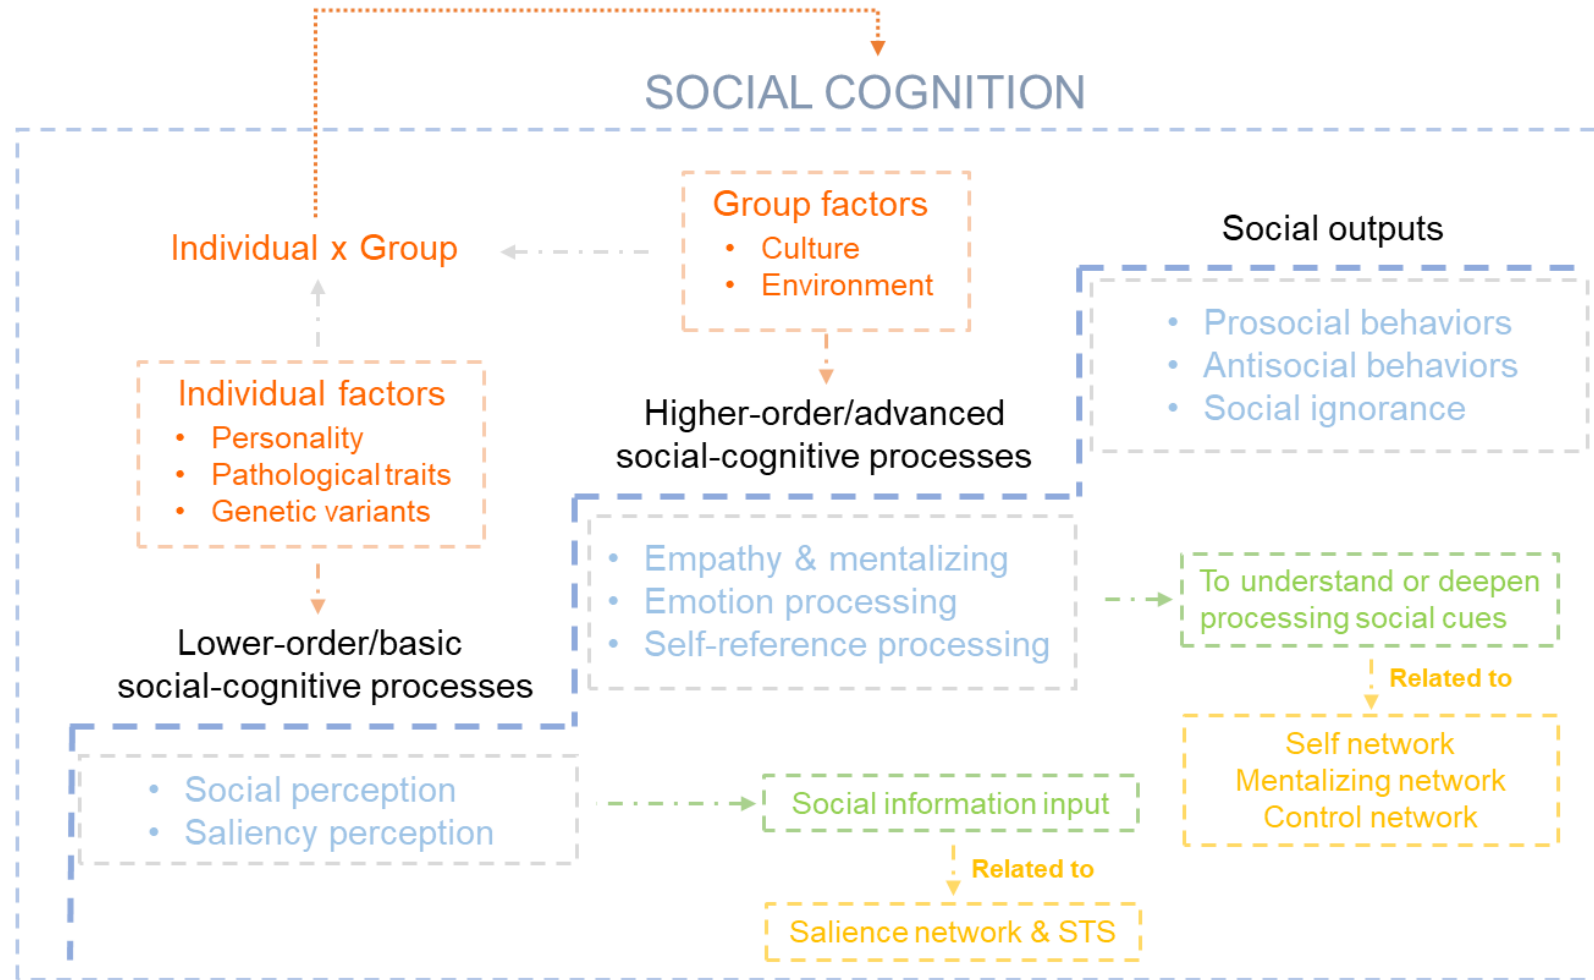 SOCIAL COGNITION
Individual x Group
Group factors
• Culture
• Environment
Social outputs
• Prosocial behaviors
• Antisocial behaviors
• Social ignorance
Individual factors
• Personality
• Pathological traits
• Genetic variants
Higher-order/advanced
social-cognitive processes
• Empathy & mentalizing
• Emotion processing
• Self-reference processing
To understand or deepen
processing social cues
Related to
Self network
Mentalizing network
Control network
Lower-order/basic
social-cognitive processes
• Social perception
• Saliency perception
Social information input
Related to
Salience network & STS